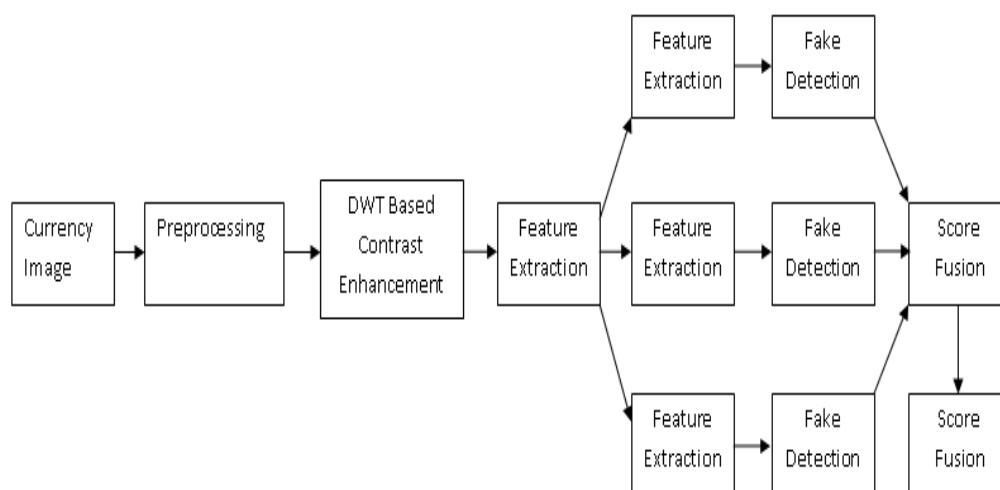 Feature
Extraction
Fake
Detection
Currency
Image
Preprocessing
DWT Based
Contrast
Enhancement
Feature
Extraction
Feature
Extraction
Fake
Detection
Score
Fusion
Feature
Extraction
Fake
Detection
Score
Fusion